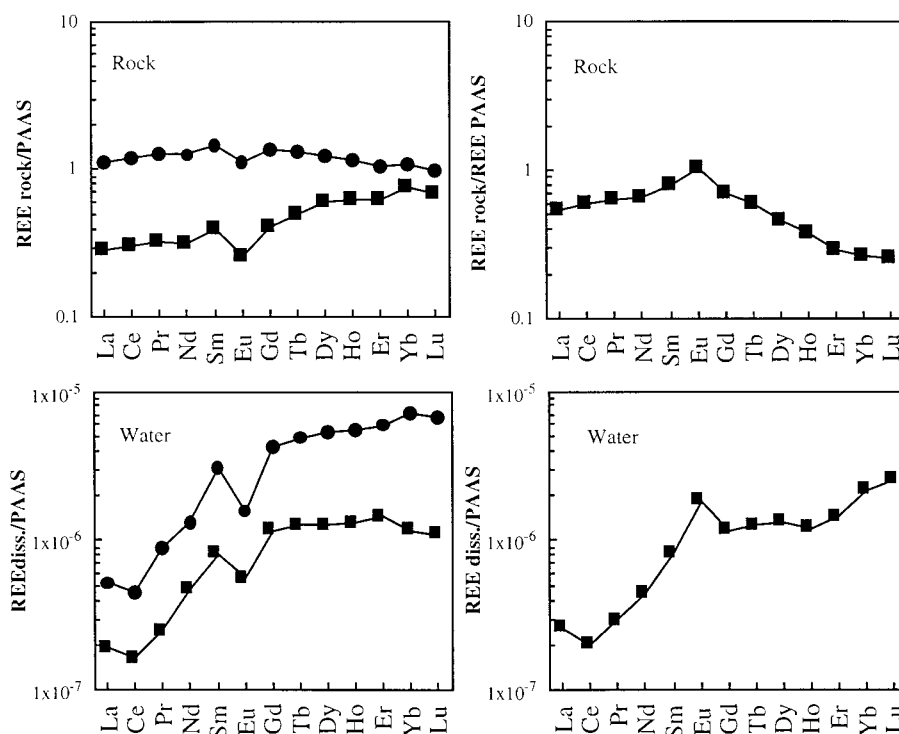 10
1
0.1
REE rock/PAAS
Rock
La Ce Pr Nd Sm Eu Gd Tb Dy Ho Er Yb Lu
10
1
0.1
REE rock/REE PAAS
Rock
La Ce Pr Nd Sm Eu Gd Tb Dy Ho Er Yb Lu
1x10⁻⁵
1x10⁻⁶
1x10⁻⁷
REEdiss./PAAS
Water
La Ce Pr Nd Sm Eu Gd Tb Dy Ho Er Yb Lu
1x10⁻⁵
1x10⁻⁶
1x10⁻⁷
REE diss./PAAS
Water
La Ce Pr Nd Sm Eu Gd Tb Dy Ho Er Yb Lu